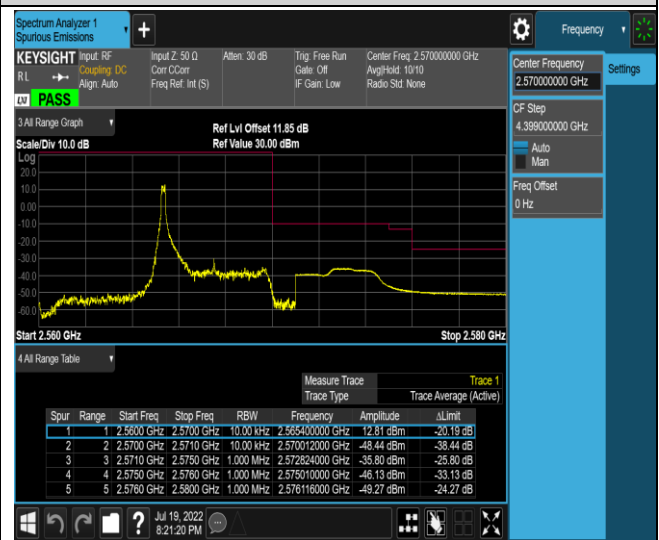 Spectrum Analyzer 1
Spurious Emissions
Frequency
KEYSIGHT Input: RF Input Z: 50 Ω Atten: 30 dB Trig: Free Run Center Freq: 2.570000000 GHz
RL Coupling: DC Corr CCorr Gate: Off Avg|Hold: 10/10
Align: Auto Freq Ref: Int (S) IF Gain: Low Radio Std: None
LXI PASS
Center Frequency
2.570000000 GHz
Settings
CF Step
4.399000000 GHz
Auto
Man
Freq Offset
0 Hz
3 All Range Graph
Ref Lvl Offset 11.85 dB
Scale/Div 10.0 dB Ref Value 30.00 dBm
Log
20.0
10.0
0.00
-10.0
-20.0
-30.0
-40.0
-50.0
-60.0
Start 2.560 GHz Stop 2.580 GHz
4 All Range Table
Measure Trace Trace 1
Trace Type Trace Average (Active)
Spur Range Start Freq Stop Freq RBW Frequency Amplitude ΔLimit
1 1 2.5600 GHz 2.5700 GHz 10.00 kHz 2.565400000 GHz 12.81 dBm -20.19 dB
2 2 2.5700 GHz 2.5710 GHz 10.00 kHz 2.570012000 GHz -48.44 dBm -38.44 dB
3 3 2.5710 GHz 2.5750 GHz 1.000 MHz 2.572824000 GHz -35.80 dBm -25.80 dB
4 4 2.5750 GHz 2.5760 GHz 1.000 MHz 2.575010000 GHz -46.13 dBm -33.13 dB
5 5 2.5760 GHz 2.5800 GHz 1.000 MHz 2.576116000 GHz -49.27 dBm -24.27 dB
Jul 19, 2022
8:21:20 PM